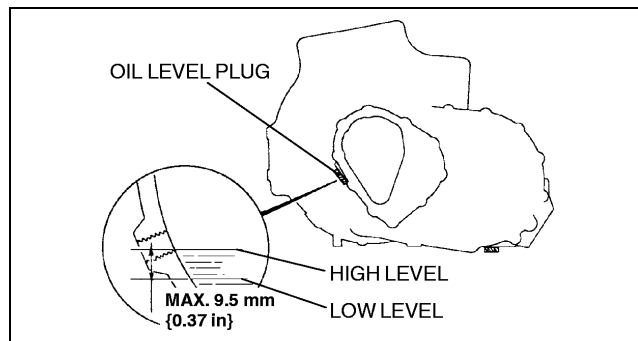 OIL LEVEL PLUG
HIGH LEVEL
MAX. 9.5 mm
{0.37 in}
LOW LEVEL